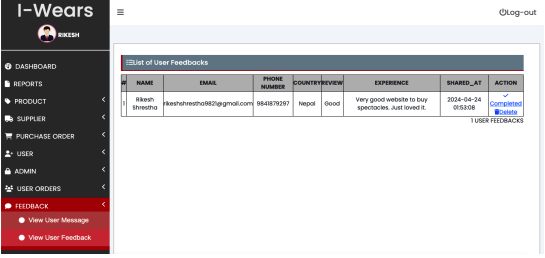 I-Wears
Log-out
RIKESH
DASHBOARD
REPORTS
PRODUCT
SUPPLIER
PURCHASE ORDER
USER
ADMIN
USER ORDERS
FEEDBACK
View User Message
View User Feedback
List of User Feedbacks
# NAME EMAIL PHONE NUMBER COUNTRY REVIEW EXPERIENCE SHARED_AT ACTION
1 Rikesh Shrestha rikeshshrestha9821@gmail.com 9841879297 Nepal Good Very good website to buy spectacles. Just loved it. 2024-04-24 01:53:08 Completed Delete
1 USER FEEDBACKS